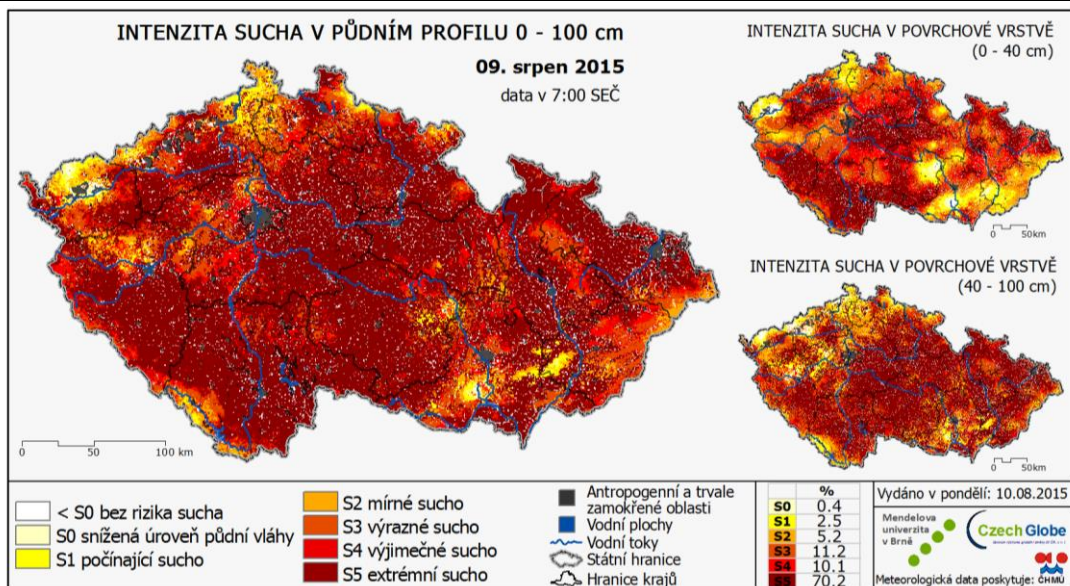 INTENZITA SUCHA V PŮDNÍM PROFILU 0 - 100 cm
09. srpen 2015
data v 7:00 SEČ
INTENZITA SUCHA V POVRCHOVÉ VRSTVĚ
(0 - 40 cm)
0 50km
INTENZITA SUCHA V POVRCHOVÉ VRSTVĚ
(40 - 100 cm)
0 50km
0 50 100 km
< S0 bez rizika sucha
S0 snížená úroveň půdní vláhy
S1 počínající sucho
S2 mírné sucho
S3 výrazné sucho
S4 výjimečné sucho
S5 extrémní sucho
Antropogenní a trvale
zamokřené oblasti
Vodní plochy
Vodní toky
Státní hranice
Hranice krajů
%
S0 0.4
S1 2.5
S2 5.2
S3 11.2
S4 10.1
S5 70.2
Vydáno v pondělí: 10.08.2015
Mendelova
univerzita
v Brně
CzechGlobe
Meteorologická data poskytuje: ČHMÚ